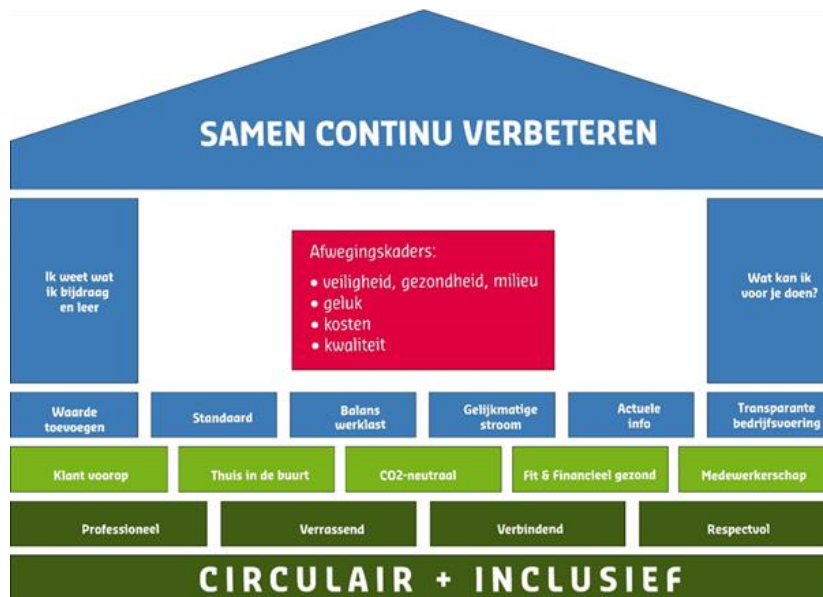 SAMEN CONTINU VERBETEREN
Ik weet wat
ik bijdraag
en leer
Afwegingskaders:
• veiligheid, gezondheid, milieu
• geluk
• kosten
• kwaliteit
Wat kan ik
voor je doen?
Waarde
toevoegen
Standaard
Balans
werklast
Gelijkmatige
stroom
Actuele
info
Transparante
bedrijfsvoering
Klant voorop
Thuis in de buurt
CO2-neutraal
Fit & Financieel gezond
Medewerkerschap
Professioneel
Verrassend
Verbindend
Respectvol
CIRCULAIR + INCLUSIEF